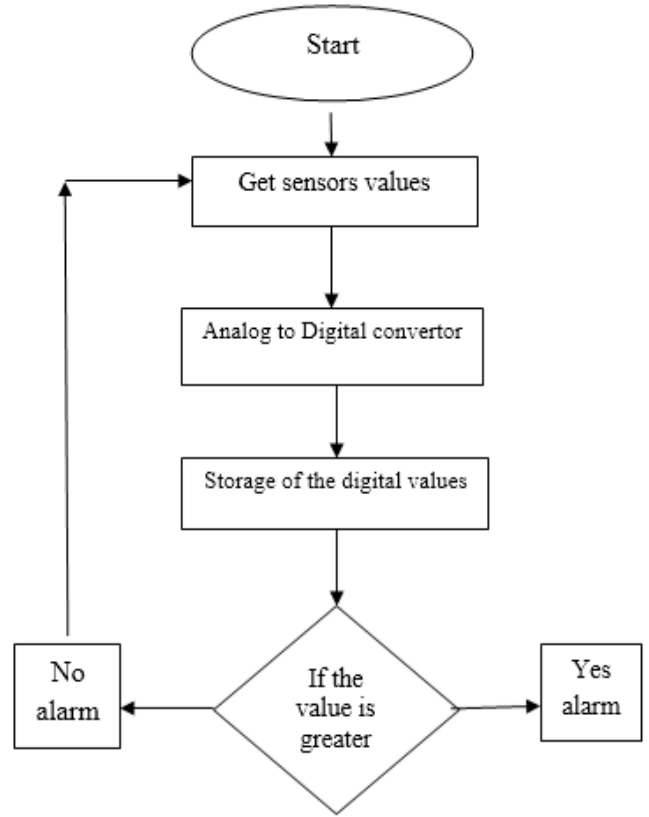 Start
Get sensors values
Analog to Digital convertor
Storage of the digital values
If the
value is
greater
No
alarm
Yes
alarm